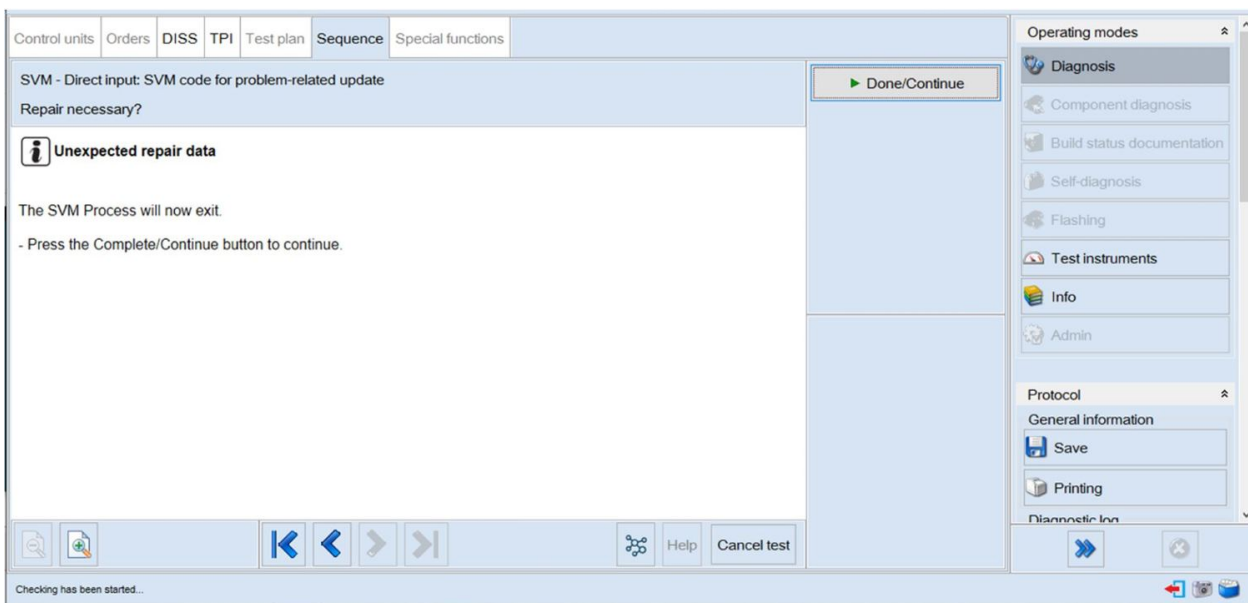 Control units Orders DISS TPI Test plan Sequence Special functions
SVM - Direct input: SVM code for problem-related update
Repair necessary?
Unexpected repair data
The SVM Process will now exit.
- Press the Complete/Continue button to continue.
Done/Continue
Help Cancel test
Checking has been started...
Operating modes
Diagnosis
Component diagnosis
Build status documentation
Self-diagnosis
Flashing
Test instruments
Info
Admin
Protocol
General information
Save
Printing
Diagnostic log